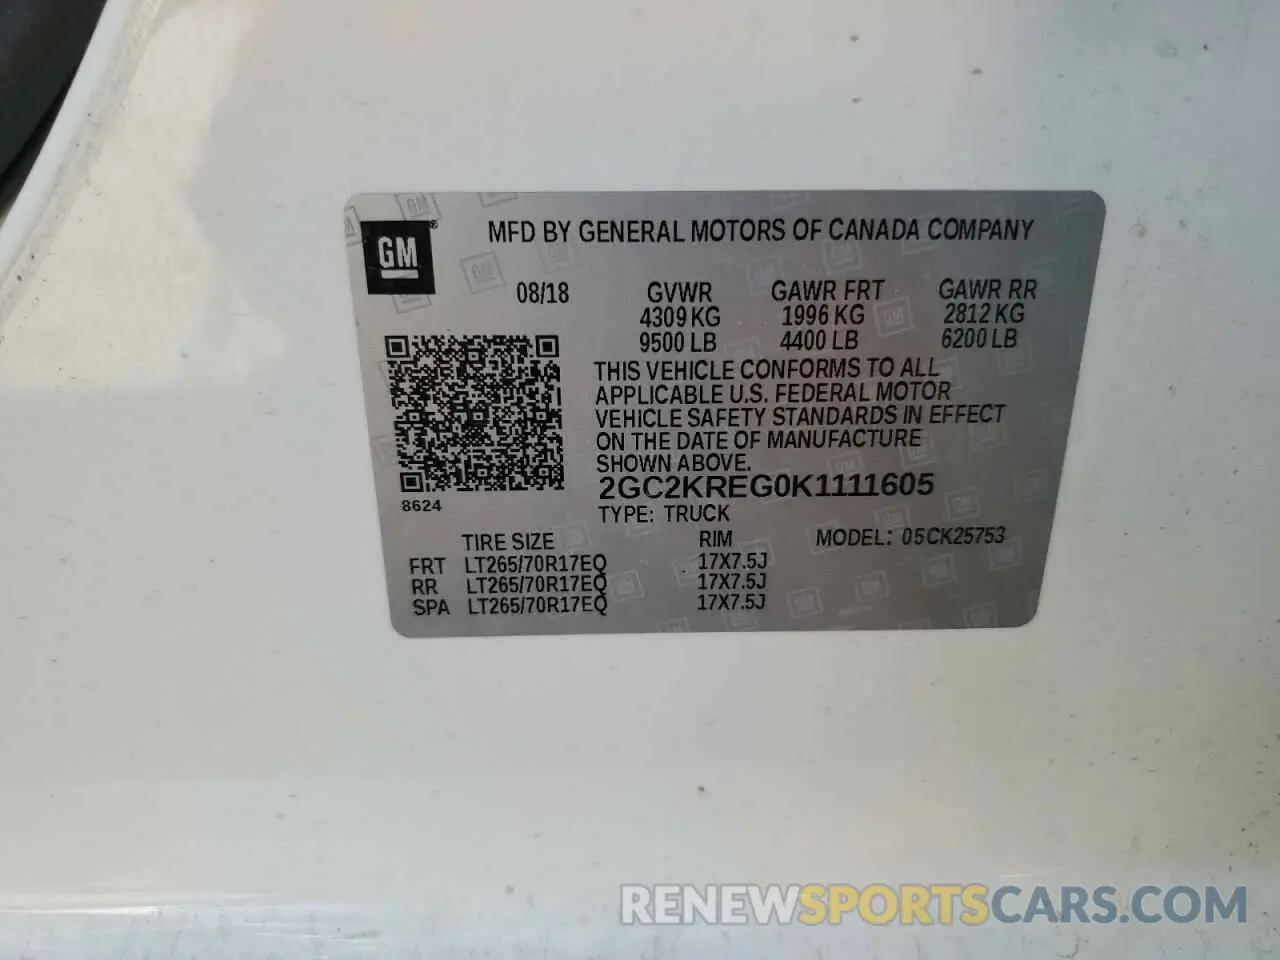 GM
MFD BY GENERAL MOTORS OF CANADA COMPANY
08/18 GVWR GAWR FRT GAWR RR
4309 KG 1996 KG 2812 KG
9500 LB 4400 LB 6200 LB
THIS VEHICLE CONFORMS TO ALL
APPLICABLE U.S. FEDERAL MOTOR
VEHICLE SAFETY STANDARDS IN EFFECT
ON THE DATE OF MANUFACTURE
SHOWN ABOVE.
2GC2KREG0K1111605
8624
TYPE: TRUCK
TIRE SIZE RIM MODEL: 05CK25753
FRT LT265/70R17EQ 17X7.5J
RR LT265/70R17EQ 17X7.5J
SPA LT265/70R17EQ 17X7.5J
RENEWSPORTSCARS.COM